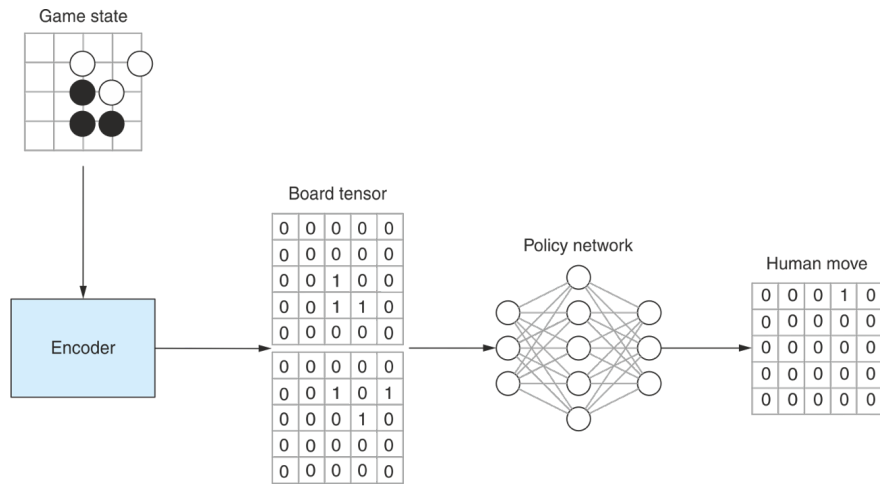 Game state
Encoder
Board tensor
0 0 0 0 0
0 0 0 0 0
0 0 1 0 0
0 0 1 1 0
0 0 0 0 0
0 0 0 0 0
0 0 1 0 1
0 0 0 1 0
0 0 0 0 0
0 0 0 0 0
Policy network
Human move
0 0 0 1 0
0 0 0 0 0
0 0 0 0 0
0 0 0 0 0
0 0 0 0 0